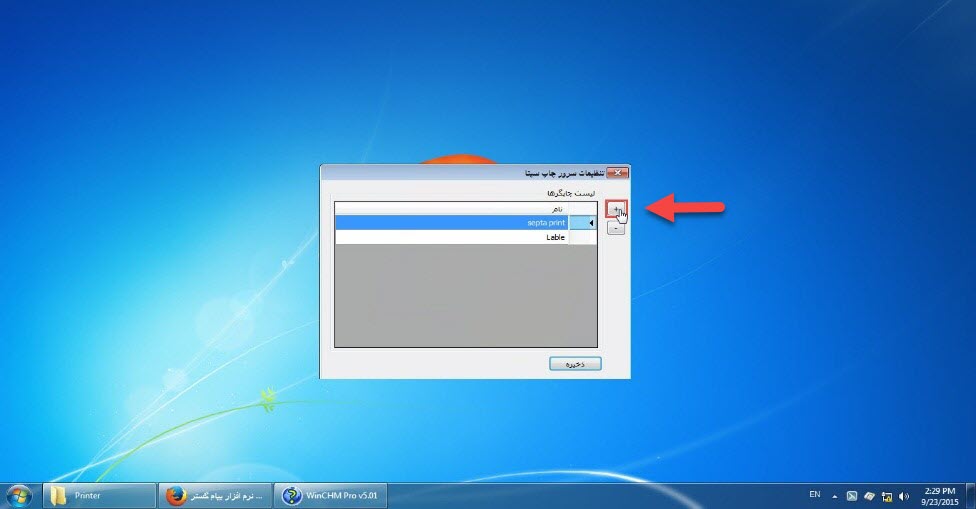 تنظیمات سرور چاپ سپتا
لیست چاپگرها
نام
septa print
Lable
+
-
ذخیره
Printer
نرم افزار پیام گستر ...
WinCHM Pro v5.01
EN
2:29 PM
9/23/2015